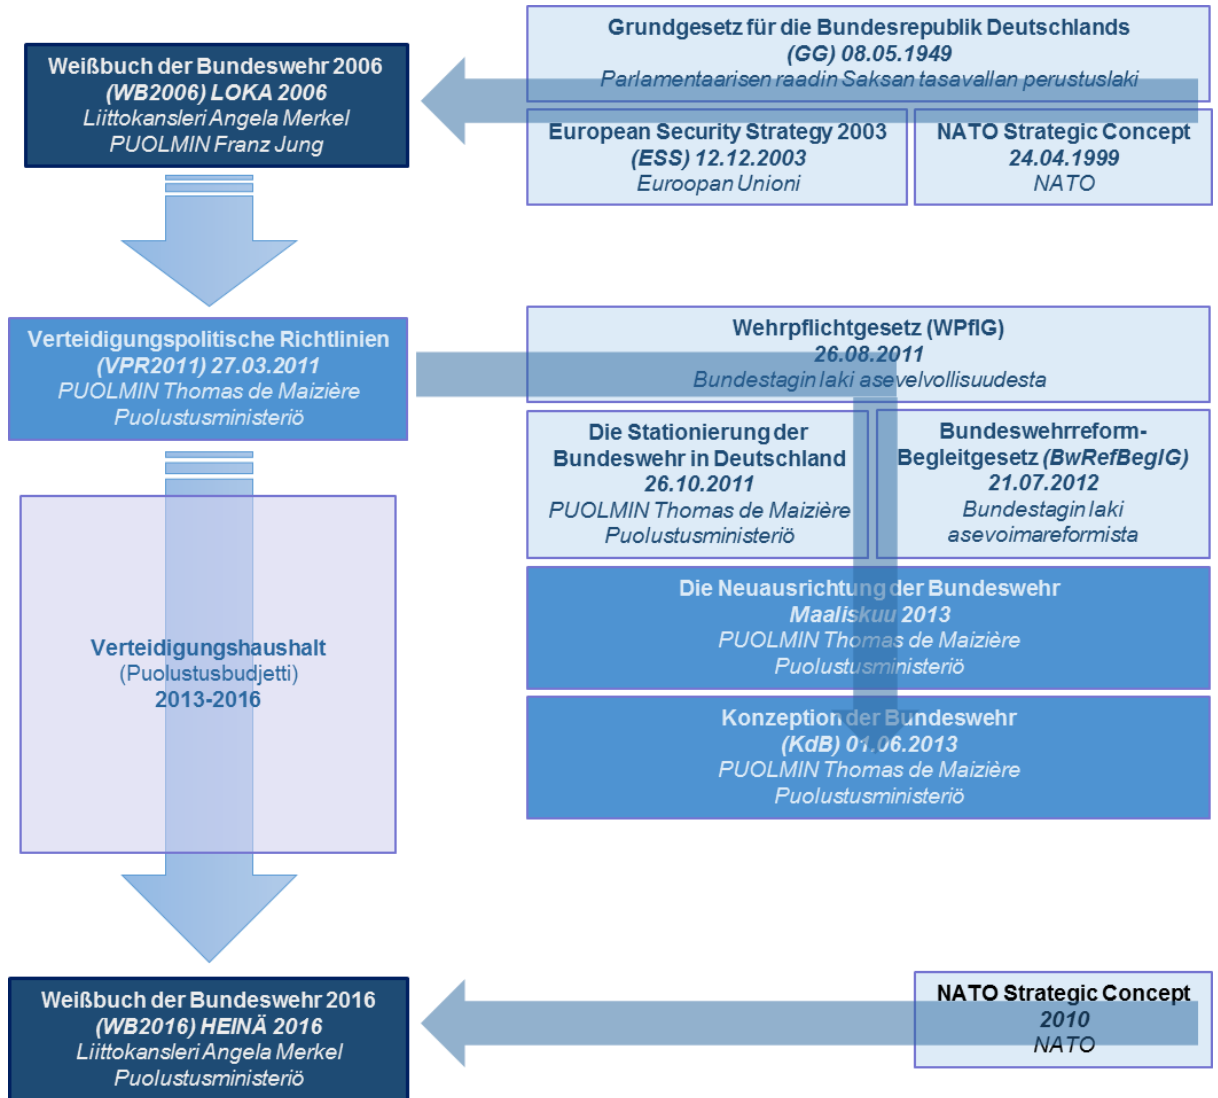 Grundgesetz für die Bundesrepublik Deutschlands
(GG) 08.05.1949
Parlamentaarisen raadin Saksan tasavallan perustuslaki
Weißbuch der Bundeswehr 2006
(WB2006) LOKA 2006
Liittokansleri Angela Merkel
PUOLMIN Franz Jung
European Security Strategy 2003
(ESS) 12.12.2003
Euroopan Unioni
NATO Strategic Concept
24.04.1999
NATO
Verteidigungspolitische Richtlinien
(VPR2011) 27.03.2011
PUOLMIN Thomas de Maizière
Puolustusministeriö
Wehrpflichtgesetz (WPflG)
26.08.2011
Bundestagin laki asevelvollisuudesta
Die Stationierung der
Bundeswehr in Deutschland
26.10.2011
PUOLMIN Thomas de Maizière
Puolustusministeriö
Bundeswehrreform-
Begleitgesetz (BwRefBeglG)
21.07.2012
Bundestagin laki
asevoimareformista
Die Neuausrichtung der Bundeswehr
Maaliskuu 2013
PUOLMIN Thomas de Maizière
Puolustusministeriö
Verteidigungshaushalt
(Puolustusbudjetti)
2013-2016
Konzeption der Bundeswehr
(KdB) 01.06.2013
PUOLMIN Thomas de Maizière
Puolustusministeriö
Weißbuch der Bundeswehr 2016
(WB2016) HEINÄ 2016
Liittokansleri Angela Merkel
Puolustusministeriö
NATO Strategic Concept
2010
NATO